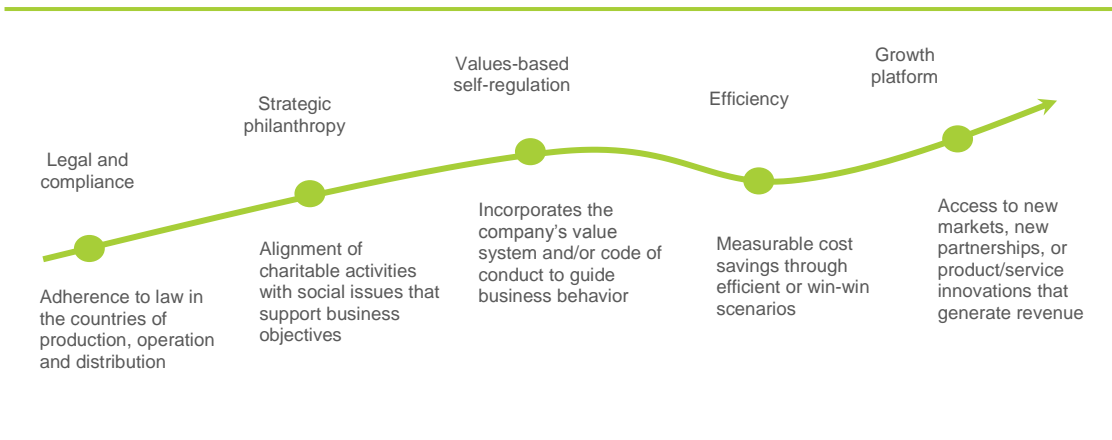 Legal and
compliance
Adherence to law in
the countries of
production, operation
and distribution
Strategic
philanthropy
Alignment of
charitable activities
with social issues that
support business
objectives
Values-based
self-regulation
Incorporates the
company’s value
system and/or code of
conduct to guide
business behavior
Efficiency
Measurable cost
savings through
efficient or win-win
scenarios
Growth
platform
Access to new
markets, new
partnerships, or
product/service
innovations that
generate revenue